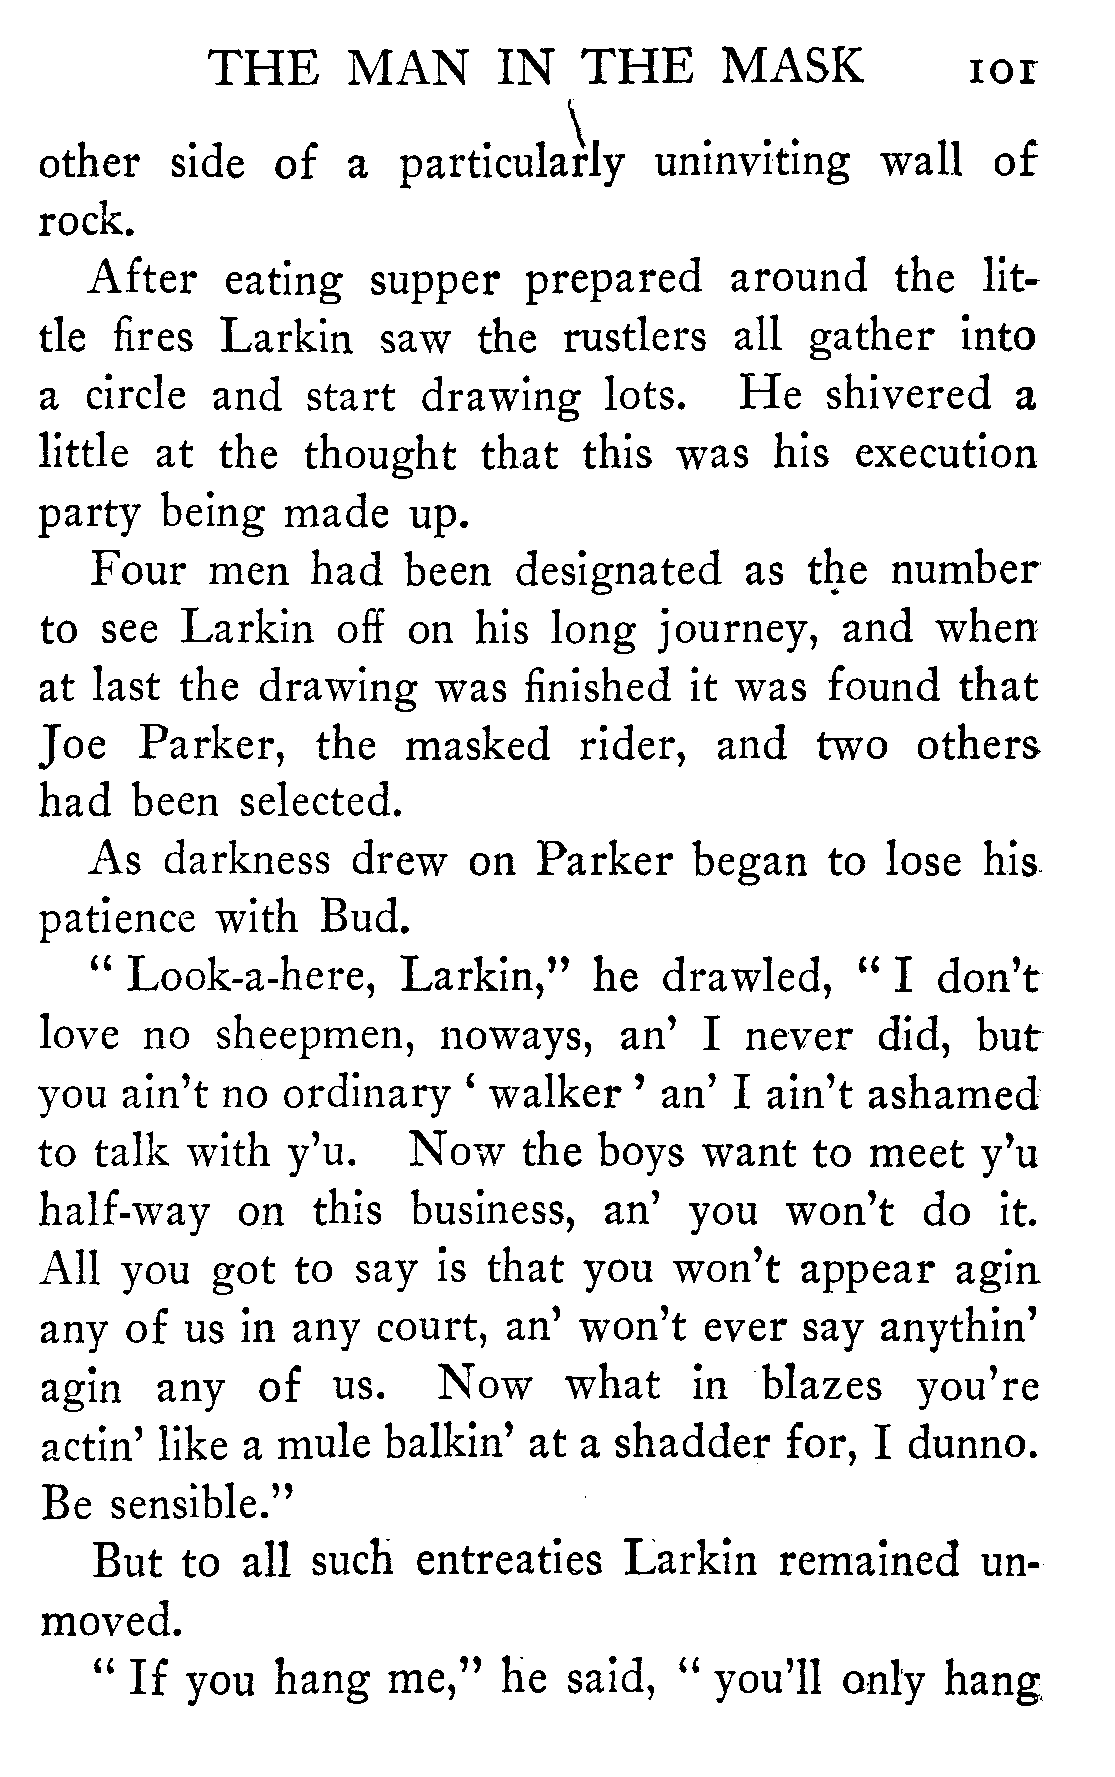 THE MAN IN THE MASK 101
other side of a particularly uninviting wall of
rock.
After eating supper prepared around the lit-
tle fires Larkin saw the rustlers all gather into
a circle and start drawing lots. He shivered a
little at the thought that this was his execution
party being made up.
Four men had been designated as the number
to see Larkin off on his long journey, and when
at last the drawing was finished it was found that
Joe Parker, the masked rider, and two others
had been selected.
As darkness drew on Parker began to lose his
patience with Bud.
“ Look-a-here, Larkin,” he drawled, “ I don’t
love no sheepmen, noways, an’ I never did, but
you ain’t no ordinary ‘ walker ’ an’ I ain’t ashamed
to talk with y’u. Now the boys want to meet y’u
half-way on this business, an’ you won’t do it.
All you got to say is that you won’t appear agin
any of us in any court, an’ won’t ever say anythin’
agin any of us. Now what in blazes you’re
actin’ like a mule balkin’ at a shadder for, I dunno.
Be sensible.”
But to all such entreaties Larkin remained un-
moved.
“ If you hang me,” he said, “ you’ll only hang